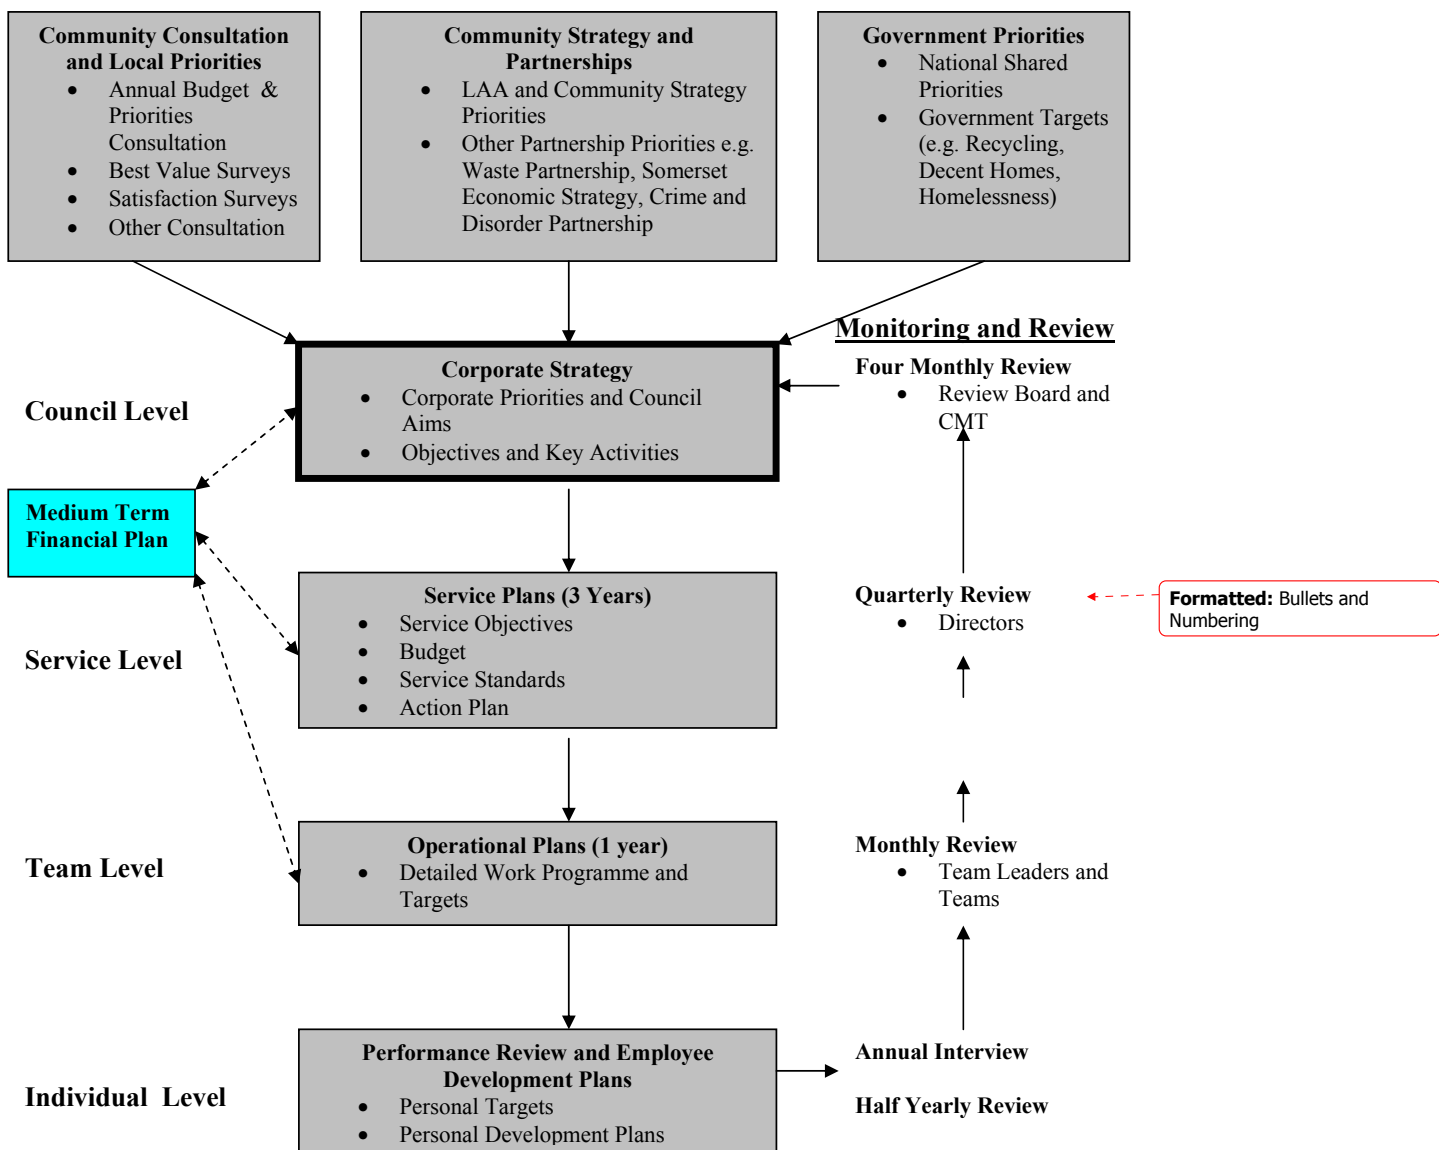 Community Consultation
and Local Priorities
• Annual Budget & 
Priorities
Consultation
• Best Value Surveys
• Satisfaction Surveys
• Other Consultation
Community Strategy and
Partnerships
• LAA and Community Strategy
Priorities
• Other Partnership Priorities e.g.
Waste Partnership, Somerset
Economic Strategy, Crime and
Disorder Partnership
Government Priorities
• National Shared
Priorities
• Government Targets
(e.g. Recycling,
Decent Homes,
Homelessness)
Monitoring and Review
Council Level
Corporate Strategy
• Corporate Priorities and Council
Aims
• Objectives and Key Activities
Four Monthly Review
• Review Board and
CMT
Medium Term
Financial Plan
Service Level
Service Plans (3 Years)
• Service Objectives
• Budget
• Service Standards
• Action Plan
Quarterly Review
• Directors
Formatted: Bullets and
Numbering
Team Level
Operational Plans (1 year)
• Detailed Work Programme and
Targets
Monthly Review
• Team Leaders and
Teams
Individual Level
Performance Review and Employee
Development Plans
• Personal Targets
• Personal Development Plans
Annual Interview
Half Yearly Review